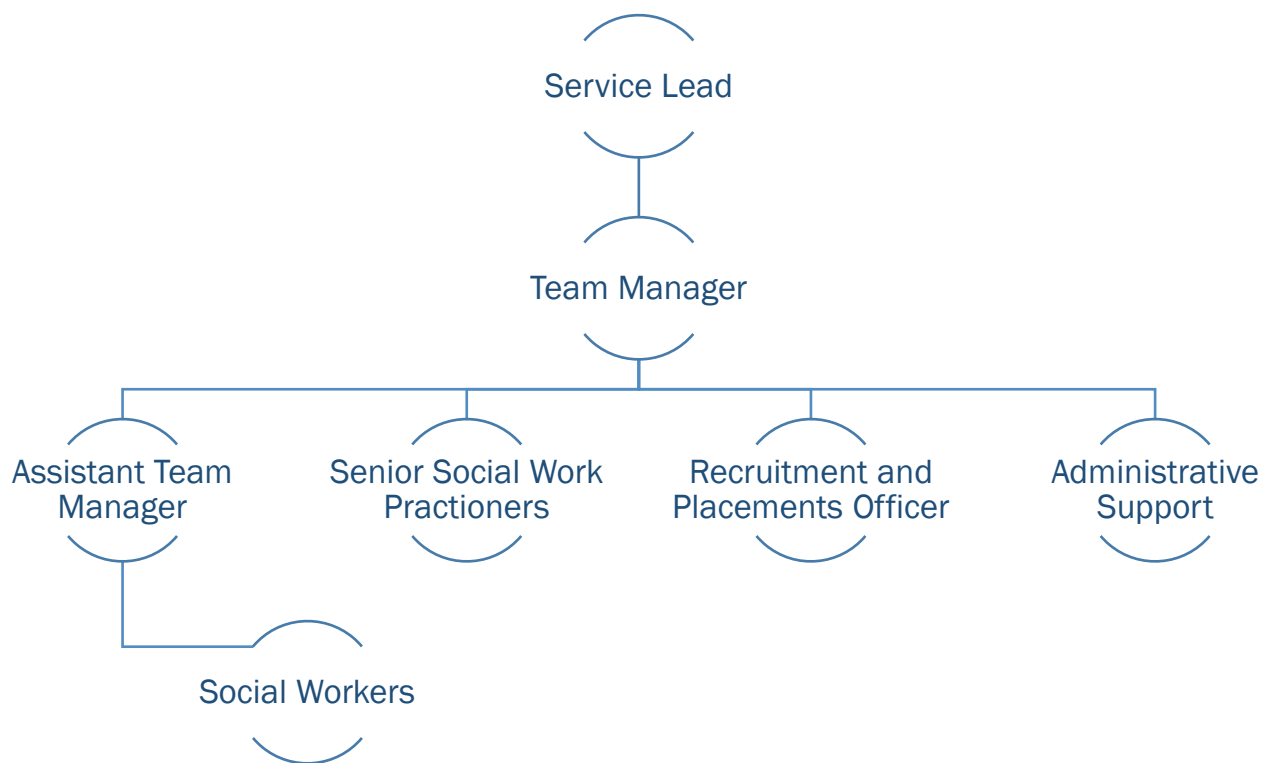 Service Lead
Team Manager
Assistant Team
Manager
Senior Social Work
Practioners
Recruitment and
Placements Officer
Administrative
Support
Social Workers